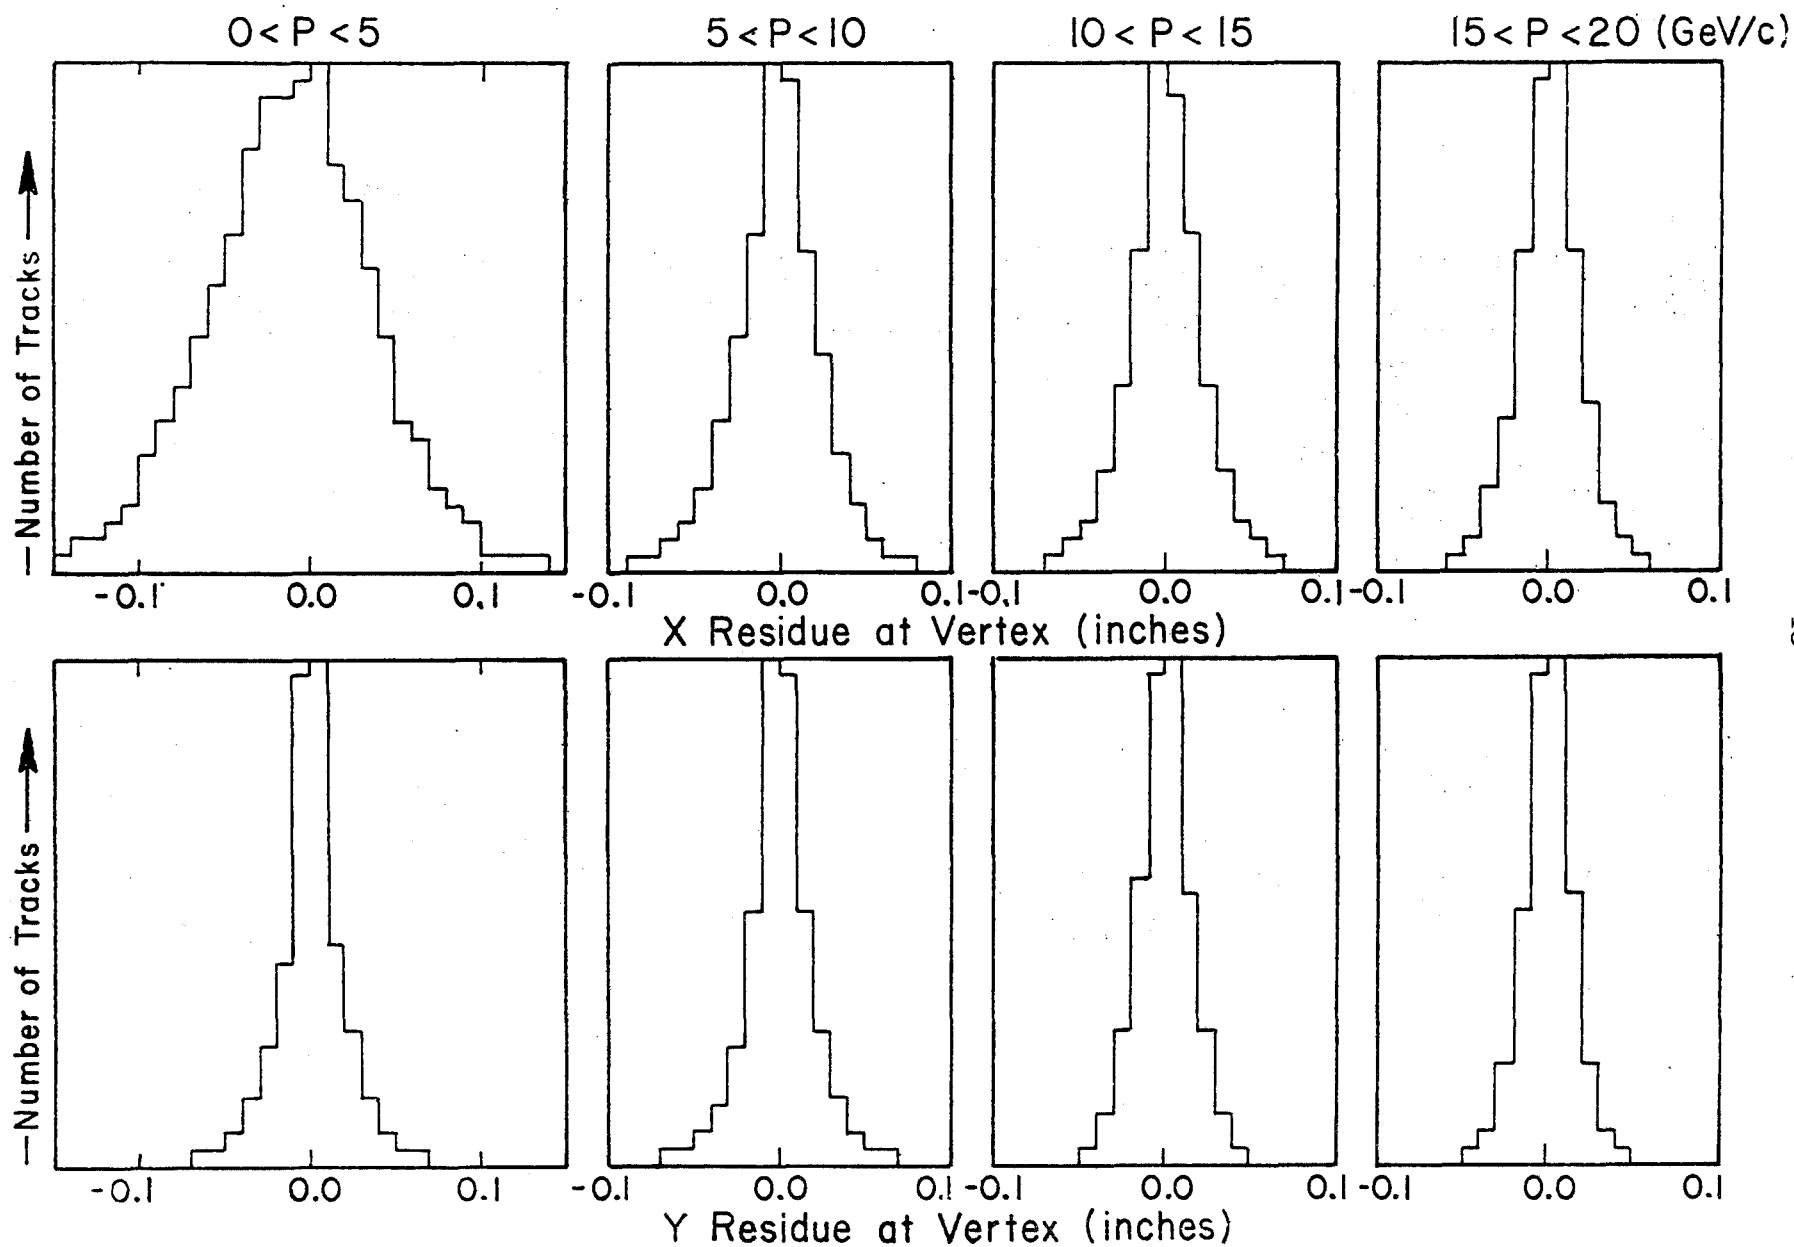 0 < P < 5
5 < P < 10
10 < P < 15
15 < P < 20 (GeV/c)
—Number of Tracks—
-0.1 0.0 0.1
-0.1 0.0 0.1
-0.1 0.0 0.1
-0.1 0.0 0.1
X Residue at Vertex (inches)
—Number of Tracks—
-0.1 0.0 0.1
-0.1 0.0 0.1
-0.1 0.0 0.1
-0.1 0.0 0.1
Y Residue at Vertex (inches)